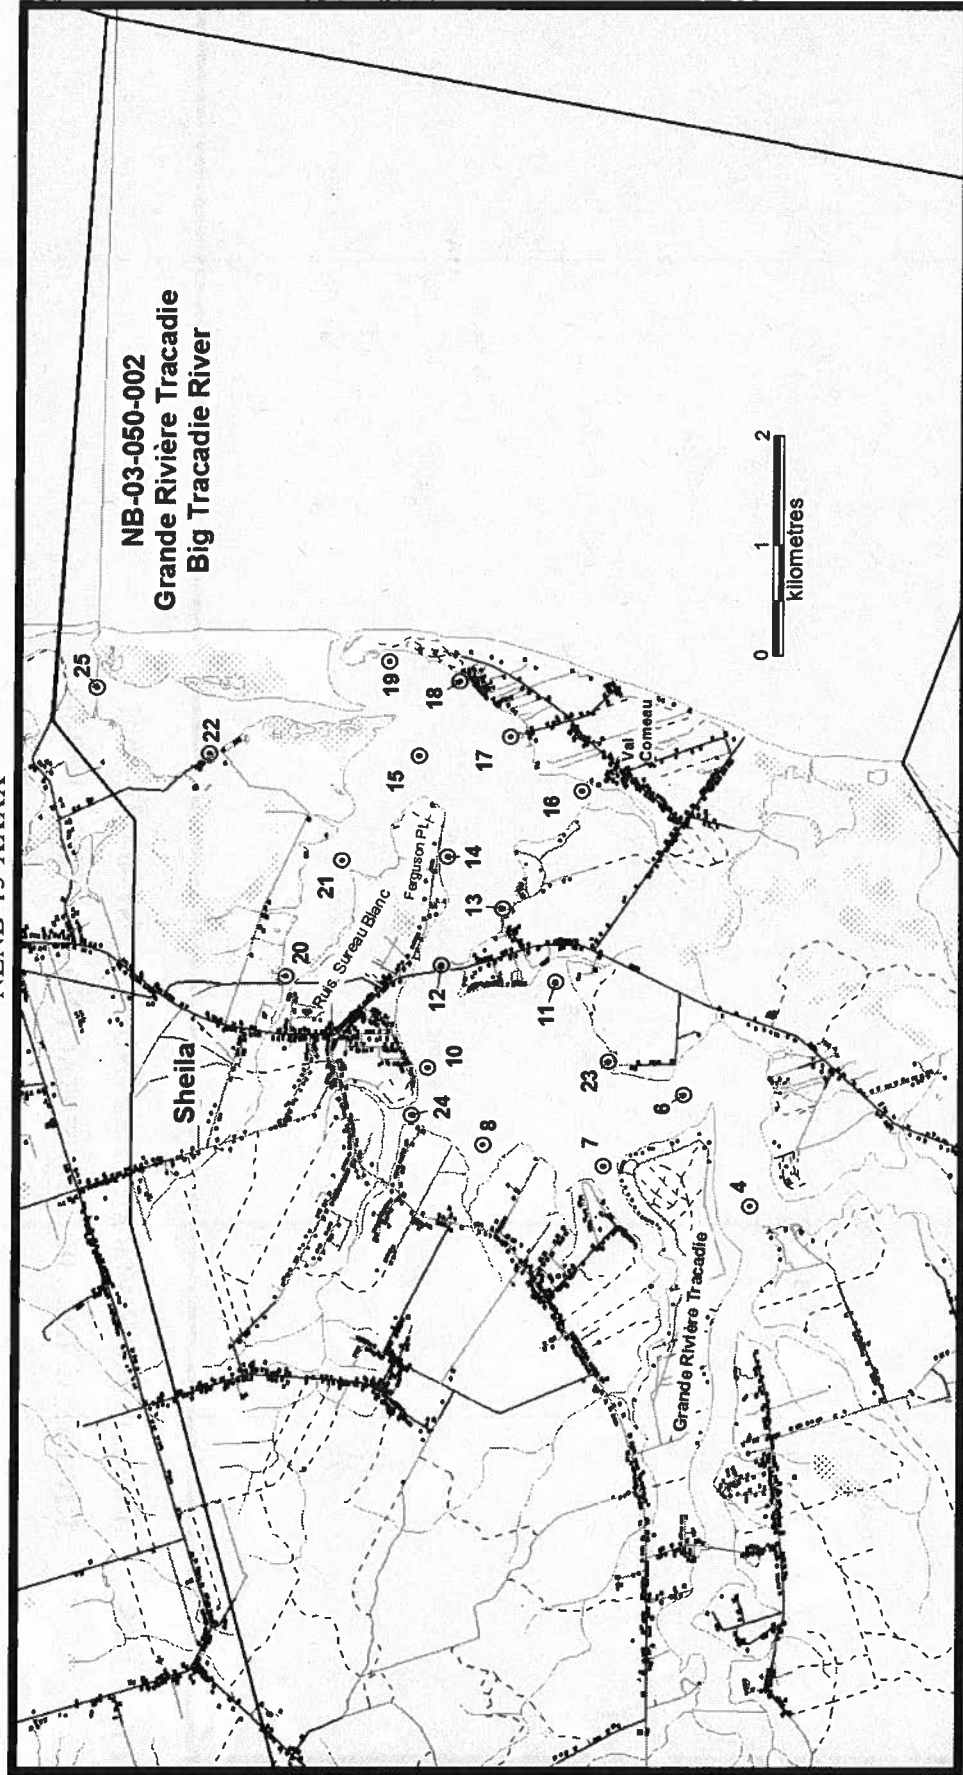 NB-03-050-002
Grande Rivière Tracadie
Big Tracadie River
25
22
Sheila
20
21
Ruis. Sureau Blanc
19
18
15
Ferguson Pt.
14
12
10
24
8
17
13
16
Val
Comeau
11
23
7
6
4
Grande Rivière Tracadie
0
1
2
kilometres